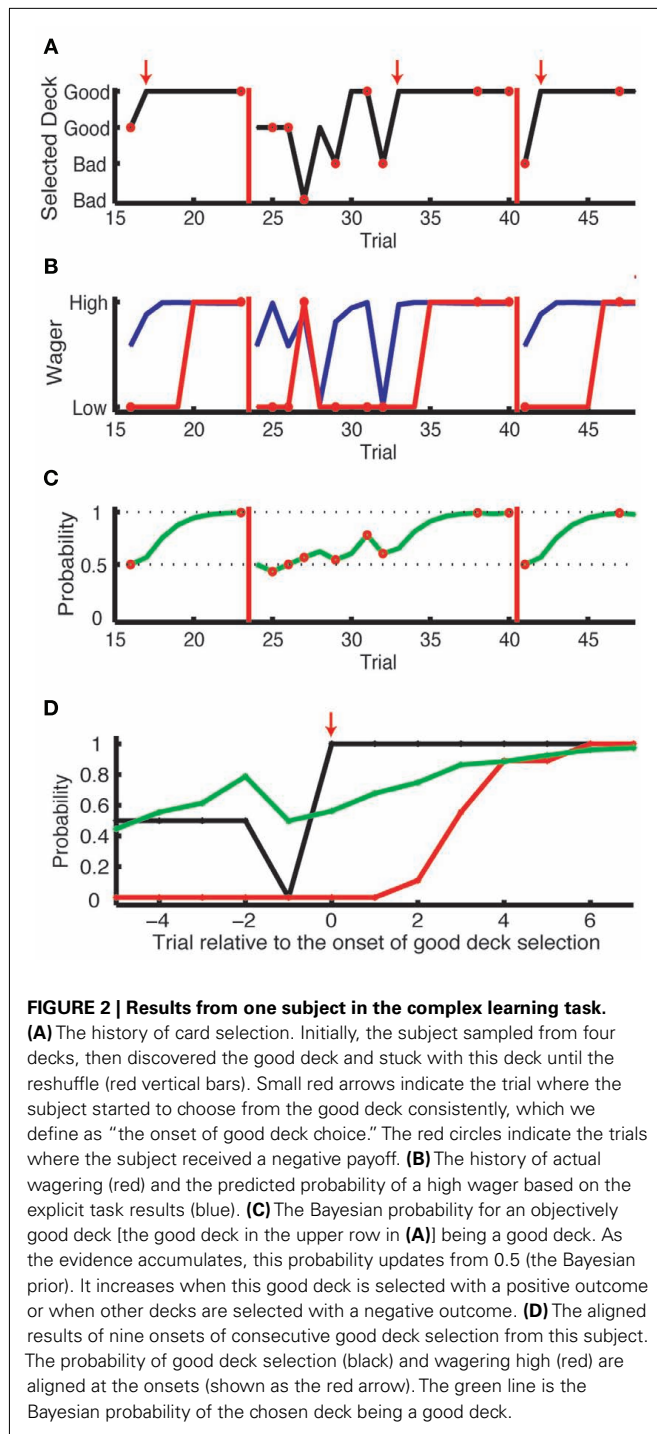 A
Selected Deck
Good
Good
Bad
Bad
15 20 25 30 35 40 45
Trial
B
Wager
High
Low
15 20 25 30 35 40 45
C
Probability
1
0.5
0
15 20 25 30 35 40 45
Trial
D
Probability
1
0.8
0.6
0.4
0.2
0
−4 −2 0 2 4 6
Trial relative to the onset of good deck selection
FIGURE 2 | Results from one subject in the complex learning task.
(A) The history of card selection. Initially, the subject sampled from four
decks, then discovered the good deck and stuck with this deck until the
reshuffle (red vertical bars). Small red arrows indicate the trial where the
subject started to choose from the good deck consistently, which we
define as “the onset of good deck choice.” The red circles indicate the trials
where the subject received a negative payoff. (B) The history of actual
wagering (red) and the predicted probability of a high wager based on the
explicit task results (blue). (C) The Bayesian probability for an objectively
good deck [the good deck in the upper row in (A)] being a good deck. As
the evidence accumulates, this probability updates from 0.5 (the Bayesian
prior). It increases when this good deck is selected with a positive outcome
or when other decks are selected with a negative outcome. (D) The aligned
results of nine onsets of consecutive good deck selection from this subject.
The probability of good deck selection (black) and wagering high (red) are
aligned at the onsets (shown as the red arrow). The green line is the
Bayesian probability of the chosen deck being a good deck.